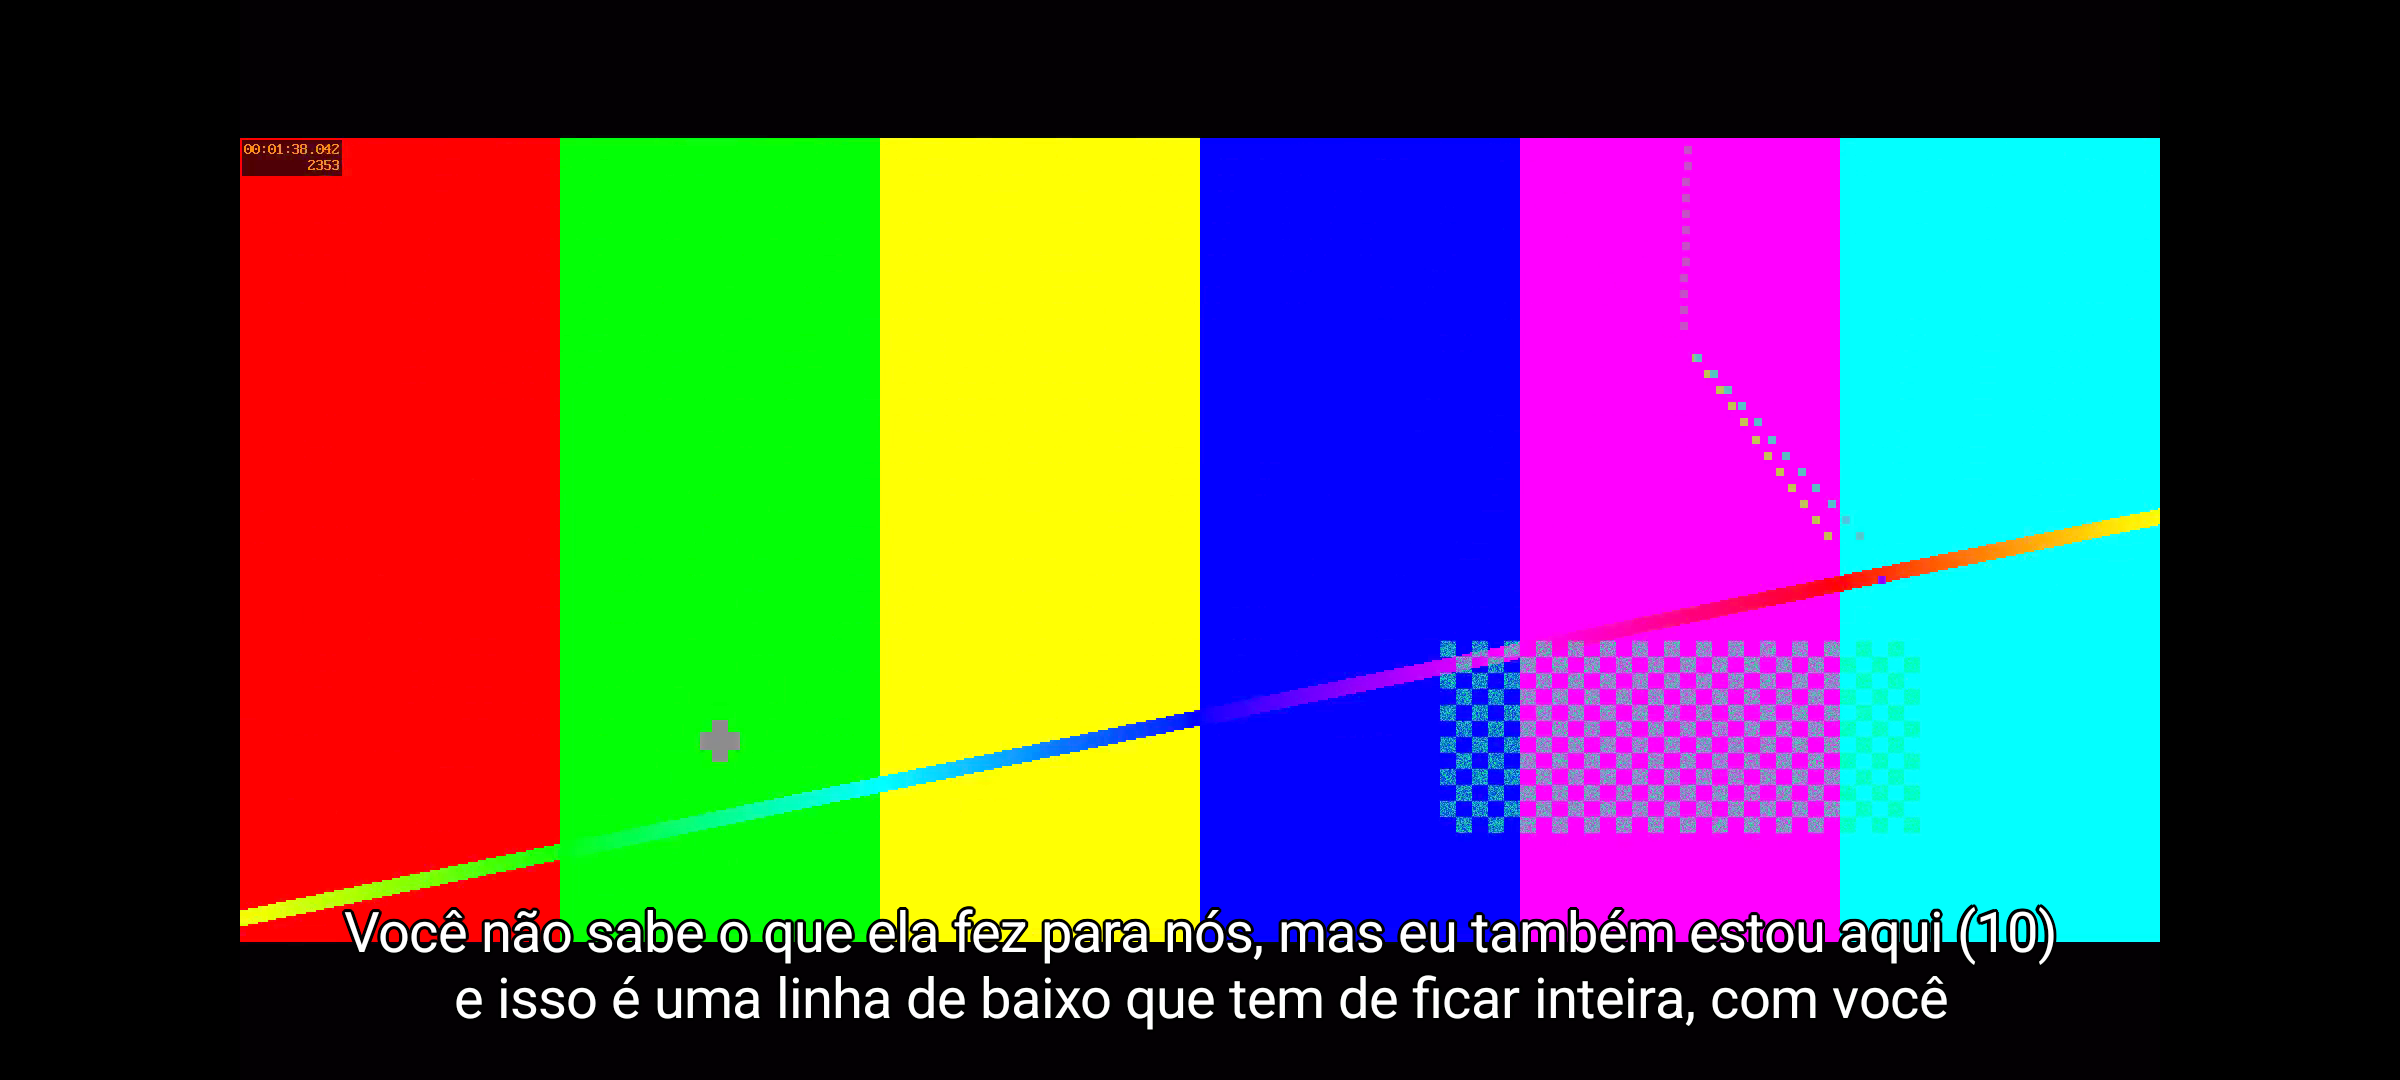 00:01:38.042
2353
Você não sabe o que ela fez para nós, mas eu também estou aqui (10)
e isso é uma linha de baixo que tem de ficar inteira, com você